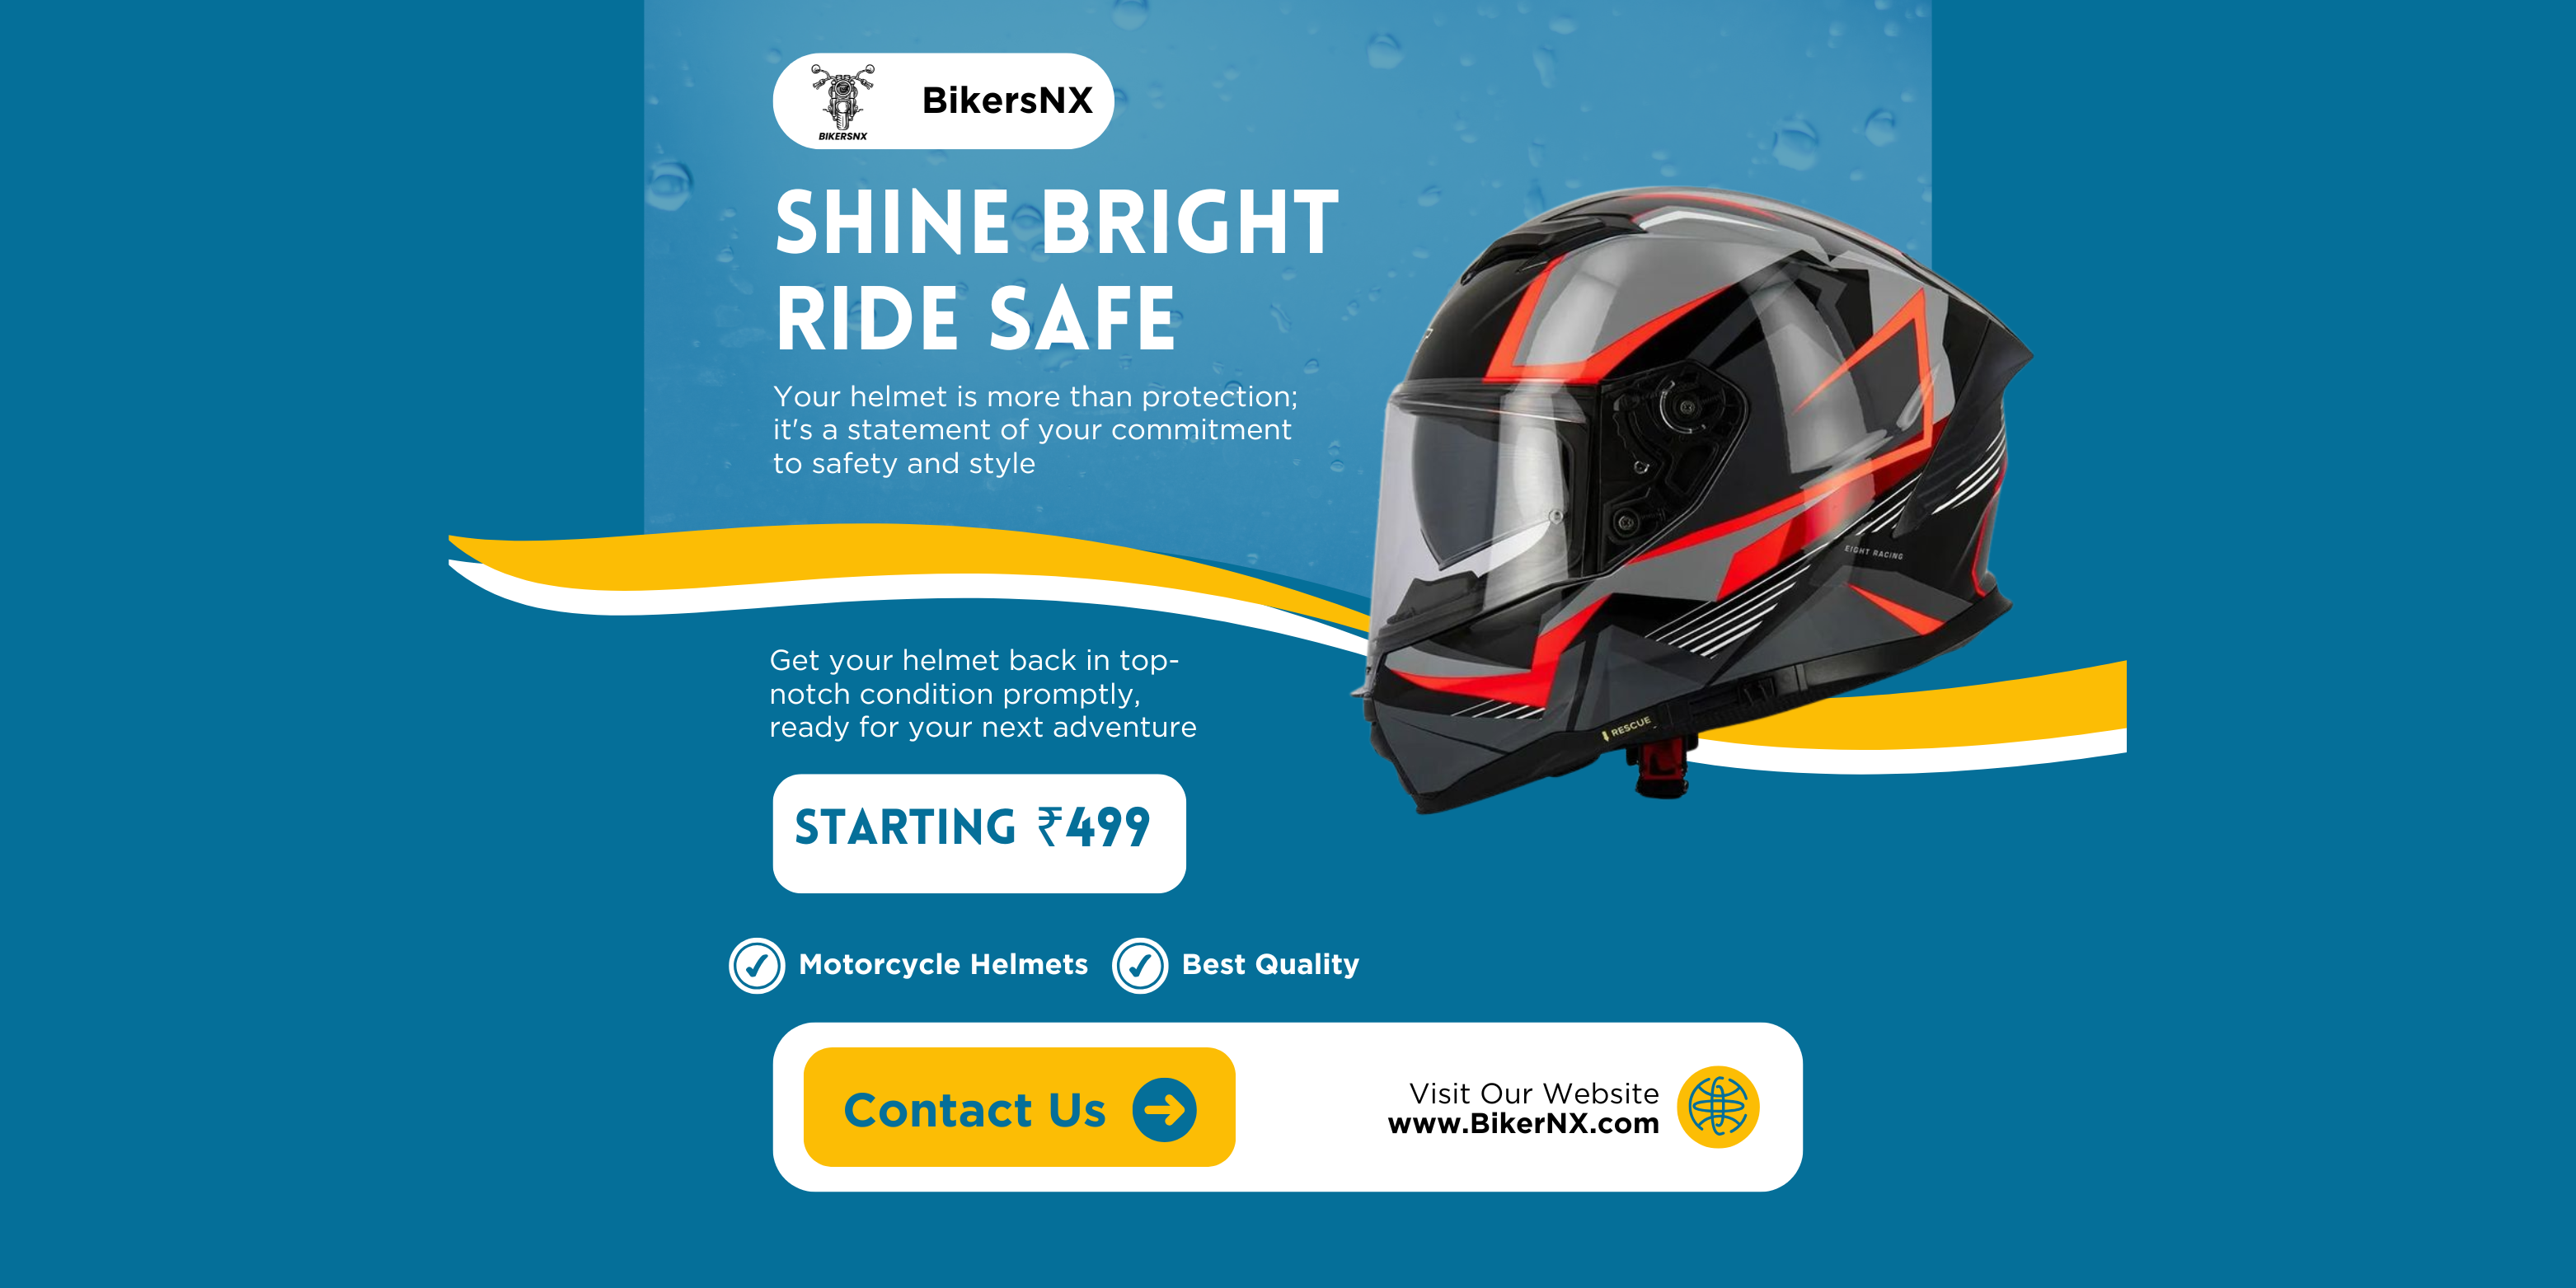 BIKERSNX
BikersNX
SHINE BRIGHT
RIDE SAFE
Your helmet is more than protection;
it's a statement of your commitment
to safety and style
EIGHT RACING
RESCUE
Get your helmet back in top-
notch condition promptly,
ready for your next adventure
STARTING ₹499
Motorcycle Helmets Best Quality
Contact Us
Visit Our Website
www.BikerNX.com